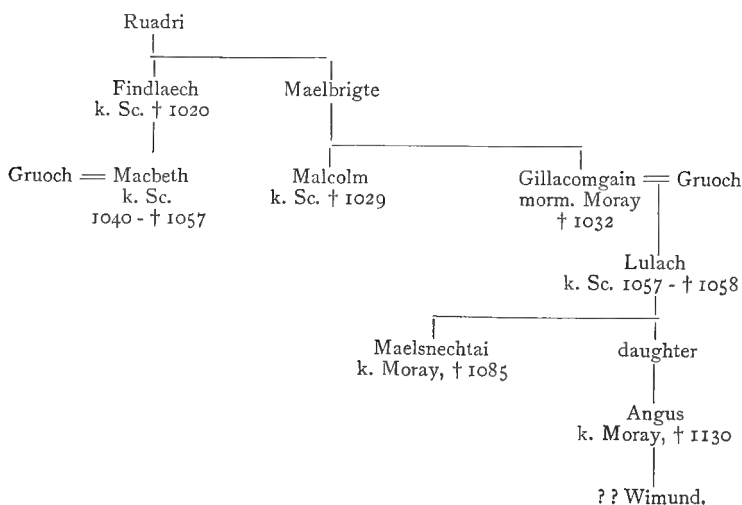 Ruadri
Findlaech Maelbrigte
k. Sc. † 1020
Gruoch = Macbeth Malcolm Gillacomgain = Gruoch
k. Sc. k. Sc. † 1029 morm. Moray
1040 - † 1057 † 1032
Lulach
k. Sc. 1057 - † 1058
Maelsnechtai daughter
k. Moray, † 1085
Angus
k. Moray, † 1130
? ? Wimund.